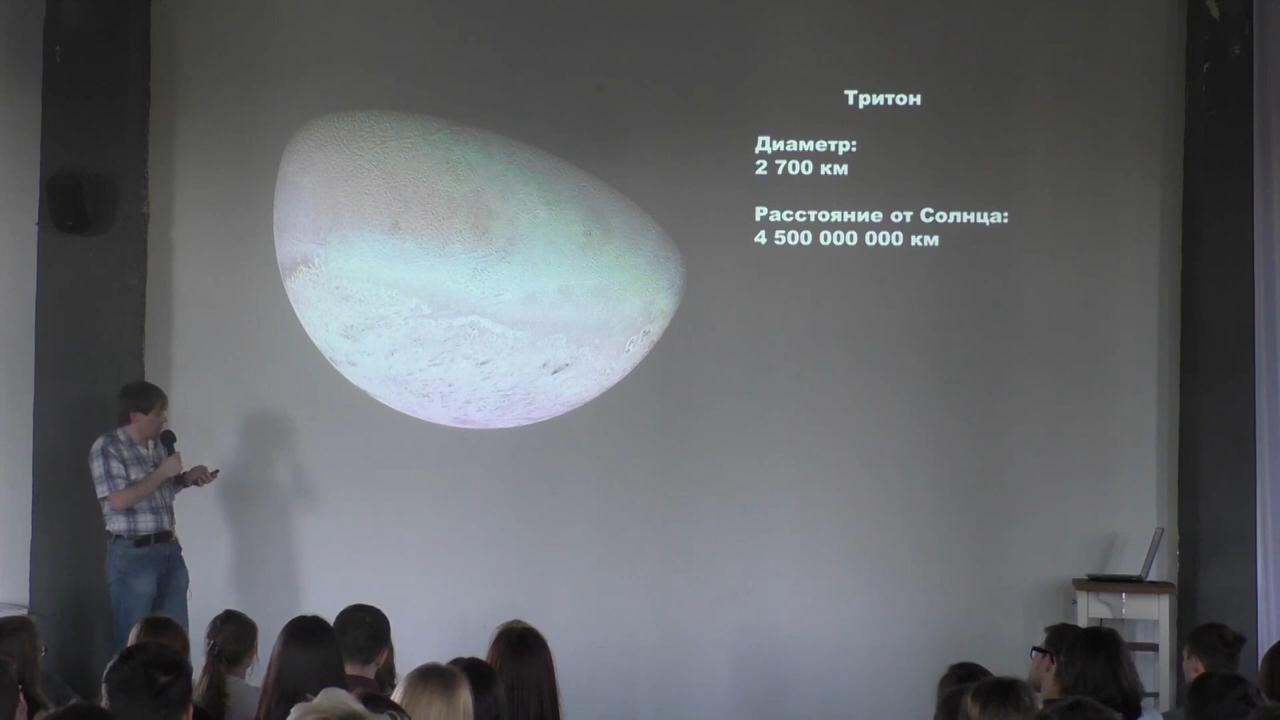 Тритон
Диаметр:
2 700 км
Расстояние от Солнца:
4 500 000 000 км